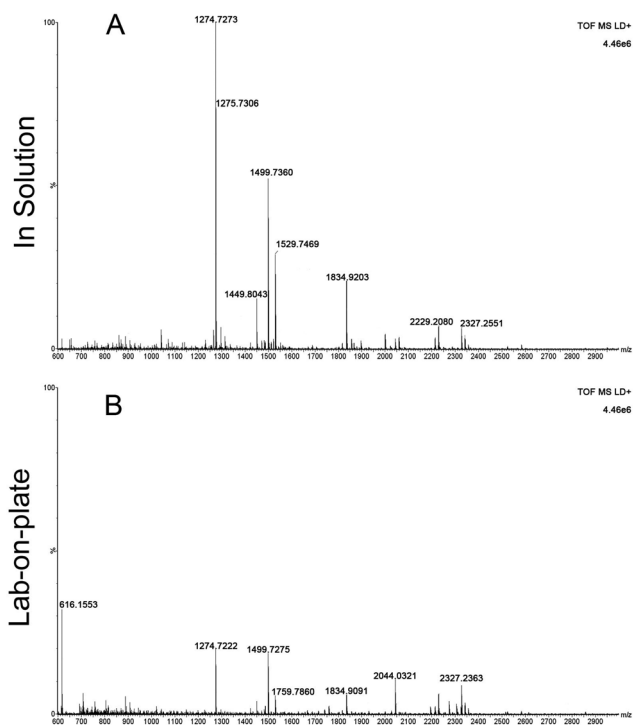 A
TOF MS LD+
4.46e6
In Solution
100
%
0
1274.7273
1275.7306
1499.7360
1529.7469
1449.8043
1834.9203
2229.2080
2327.2551
600 700 800 900 1000 1100 1200 1300 1400 1500 1600 1700 1800 1900 2000 2100 2200 2300 2400 2500 2600 2700 2800 2900 m/z
B
TOF MS LD+
4.46e6
Lab-on-plate
100
%
0
616.1553
1274.7222
1499.7275
1759.7860
1834.9091
2044.0321
2327.2363
600 700 800 900 1000 1100 1200 1300 1400 1500 1600 1700 1800 1900 2000 2100 2200 2300 2400 2500 2600 2700 2800 2900 m/z